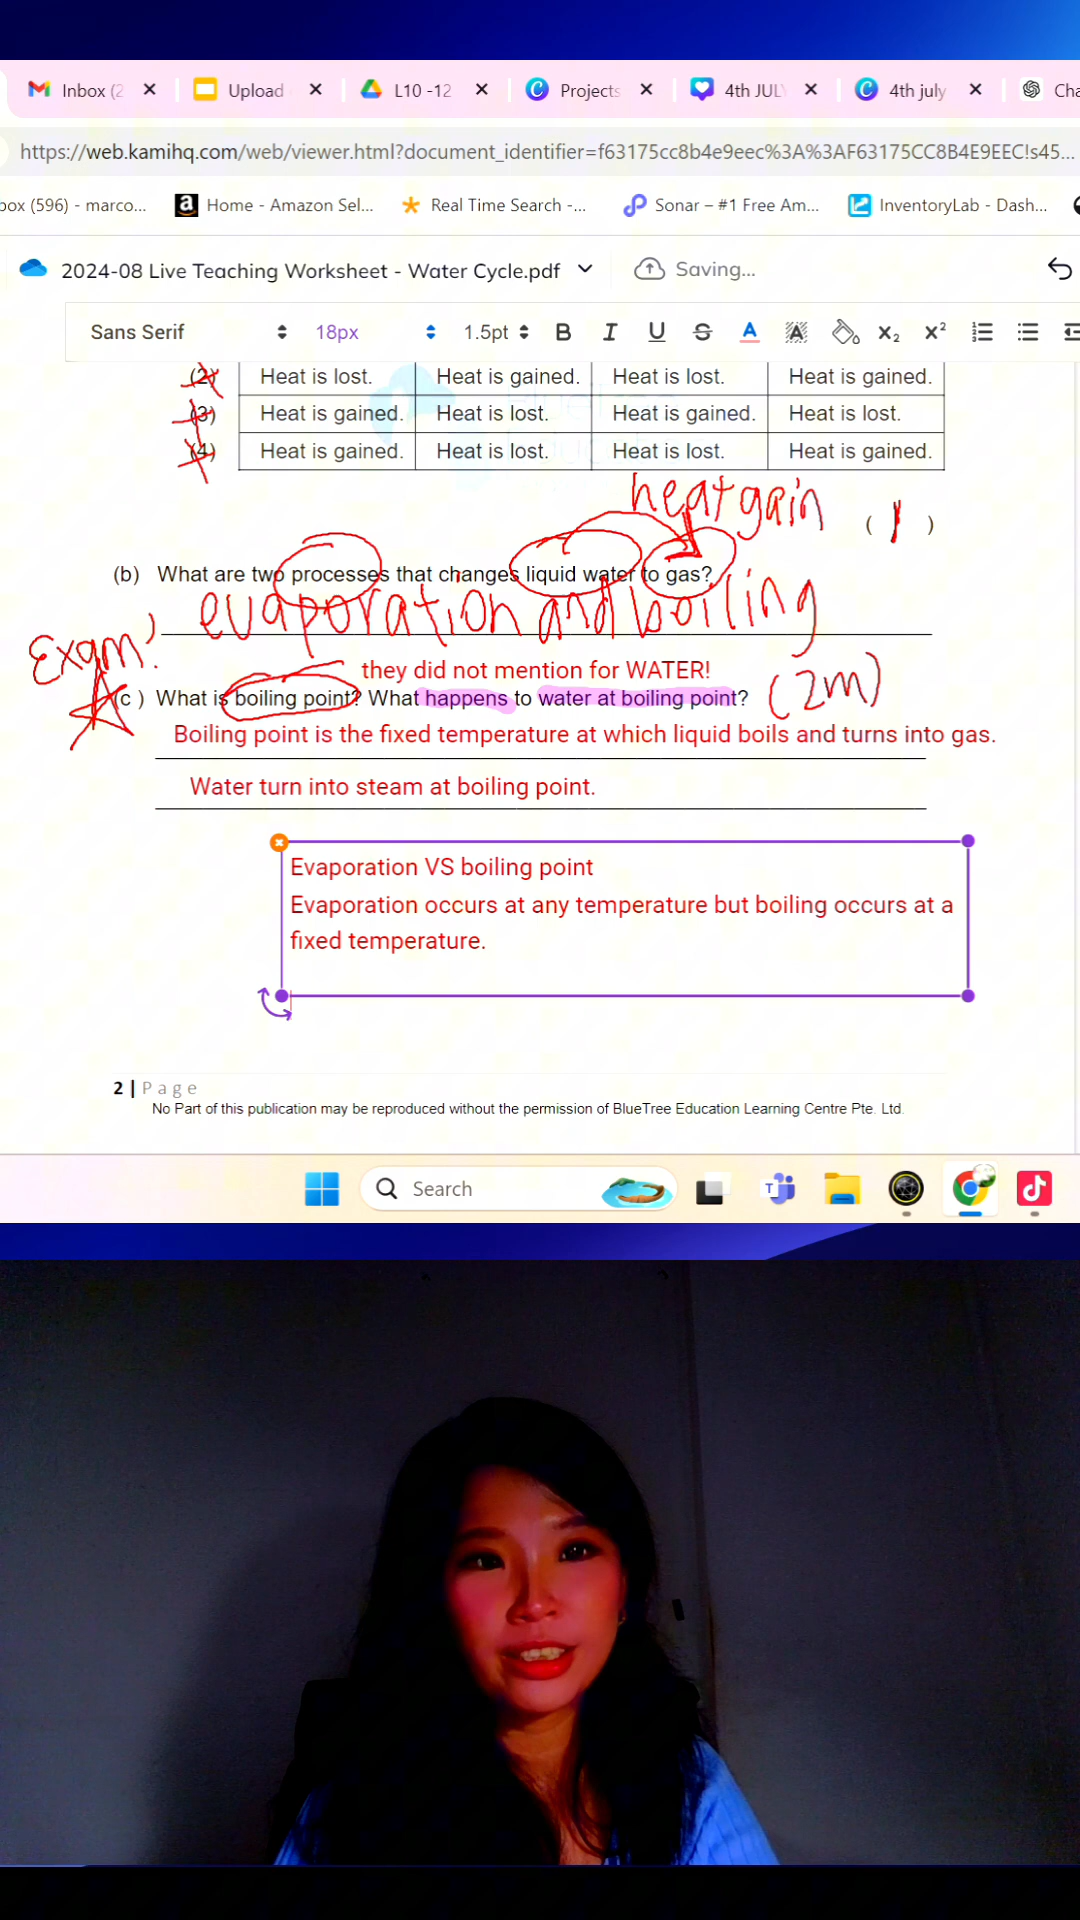 Inbox (2
Upload
L10 -12
Projects
4th JUL
4th july
Cha
https://web.kamihq.com/web/viewer.html?document_identifier=f63175cc8b4e9eec%3A%3AF63175CC8B4E9EEC!s45...
box (596) - marco...
Home - Amazon Sel...
Real Time Search -...
Sonar – #1 Free Am...
InventoryLab - Dash...
2024-08 Live Teaching Worksheet - Water Cycle.pdf
Saving...
Sans Serif 18px 1.5pt B I U S A A X₂ X²
(2) Heat is lost. Heat is gained. Heat is lost. Heat is gained.
(3) Heat is gained. Heat is lost. Heat is gained. Heat is lost.
(4) Heat is gained. Heat is lost. Heat is lost. Heat is gained.
heat gain
( 1 )
(b) What are two processes that changes liquid water to gas?
evaporation and boiling
Exam!
they did not mention for WATER!
(c ) What is boiling point? What happens to water at boiling point?
(2m)
Boiling point is the fixed temperature at which liquid boils and turns into gas.
Water turn into steam at boiling point.
Evaporation VS boiling point
Evaporation occurs at any temperature but boiling occurs at a
fixed temperature.
2 | Page
No Part of this publication may be reproduced without the permission of BlueTree Education Learning Centre Pte. Ltd.
Search